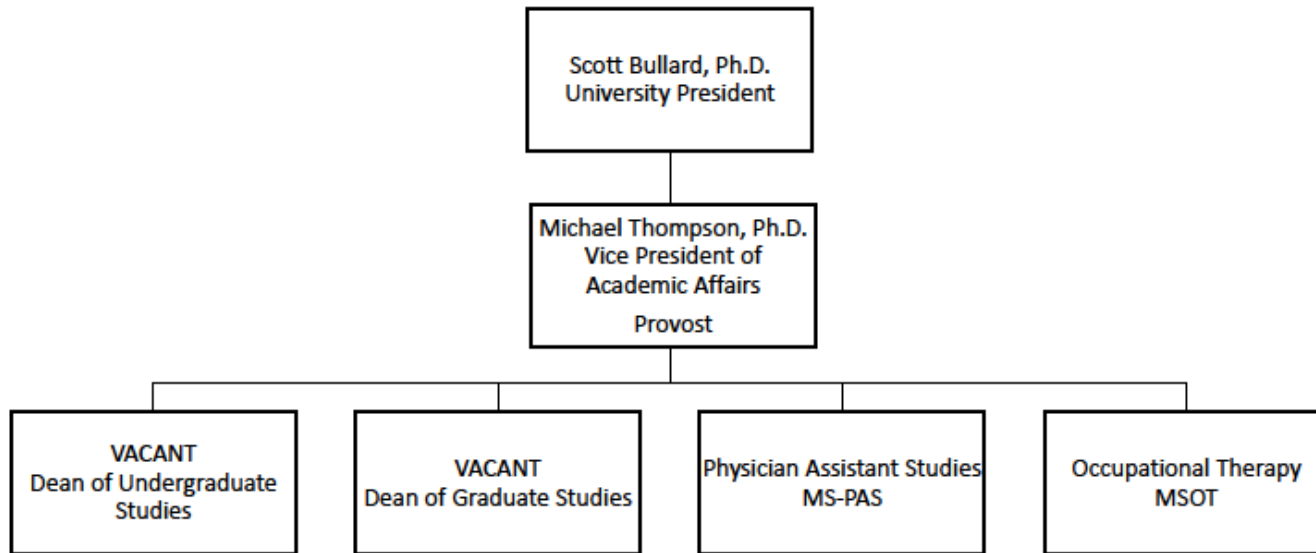 Scott Bullard, Ph.D.
University President
Michael Thompson, Ph.D.
Vice President of
Academic Affairs
Provost
VACANT
Dean of Undergraduate
Studies
VACANT
Dean of Graduate Studies
Physician Assistant Studies
MS-PAS
Occupational Therapy
MSOT